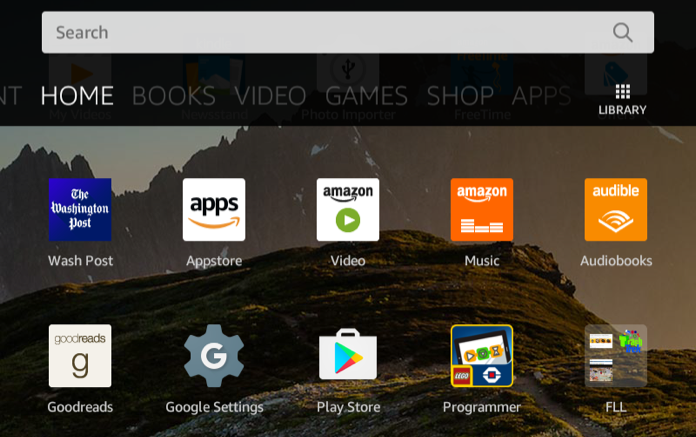 Search
NT HOME BOOKS VIDEO GAMES SHOP APPS
LIBRARY
My Videos Newsstand Photo Importer FreeTime
The Washington Post
apps
amazon
amazon
audible
Wash Post Appstore Video Music Audiobooks
goodreads
g
G
LEGO
Goodreads Google Settings Play Store Programmer FLL